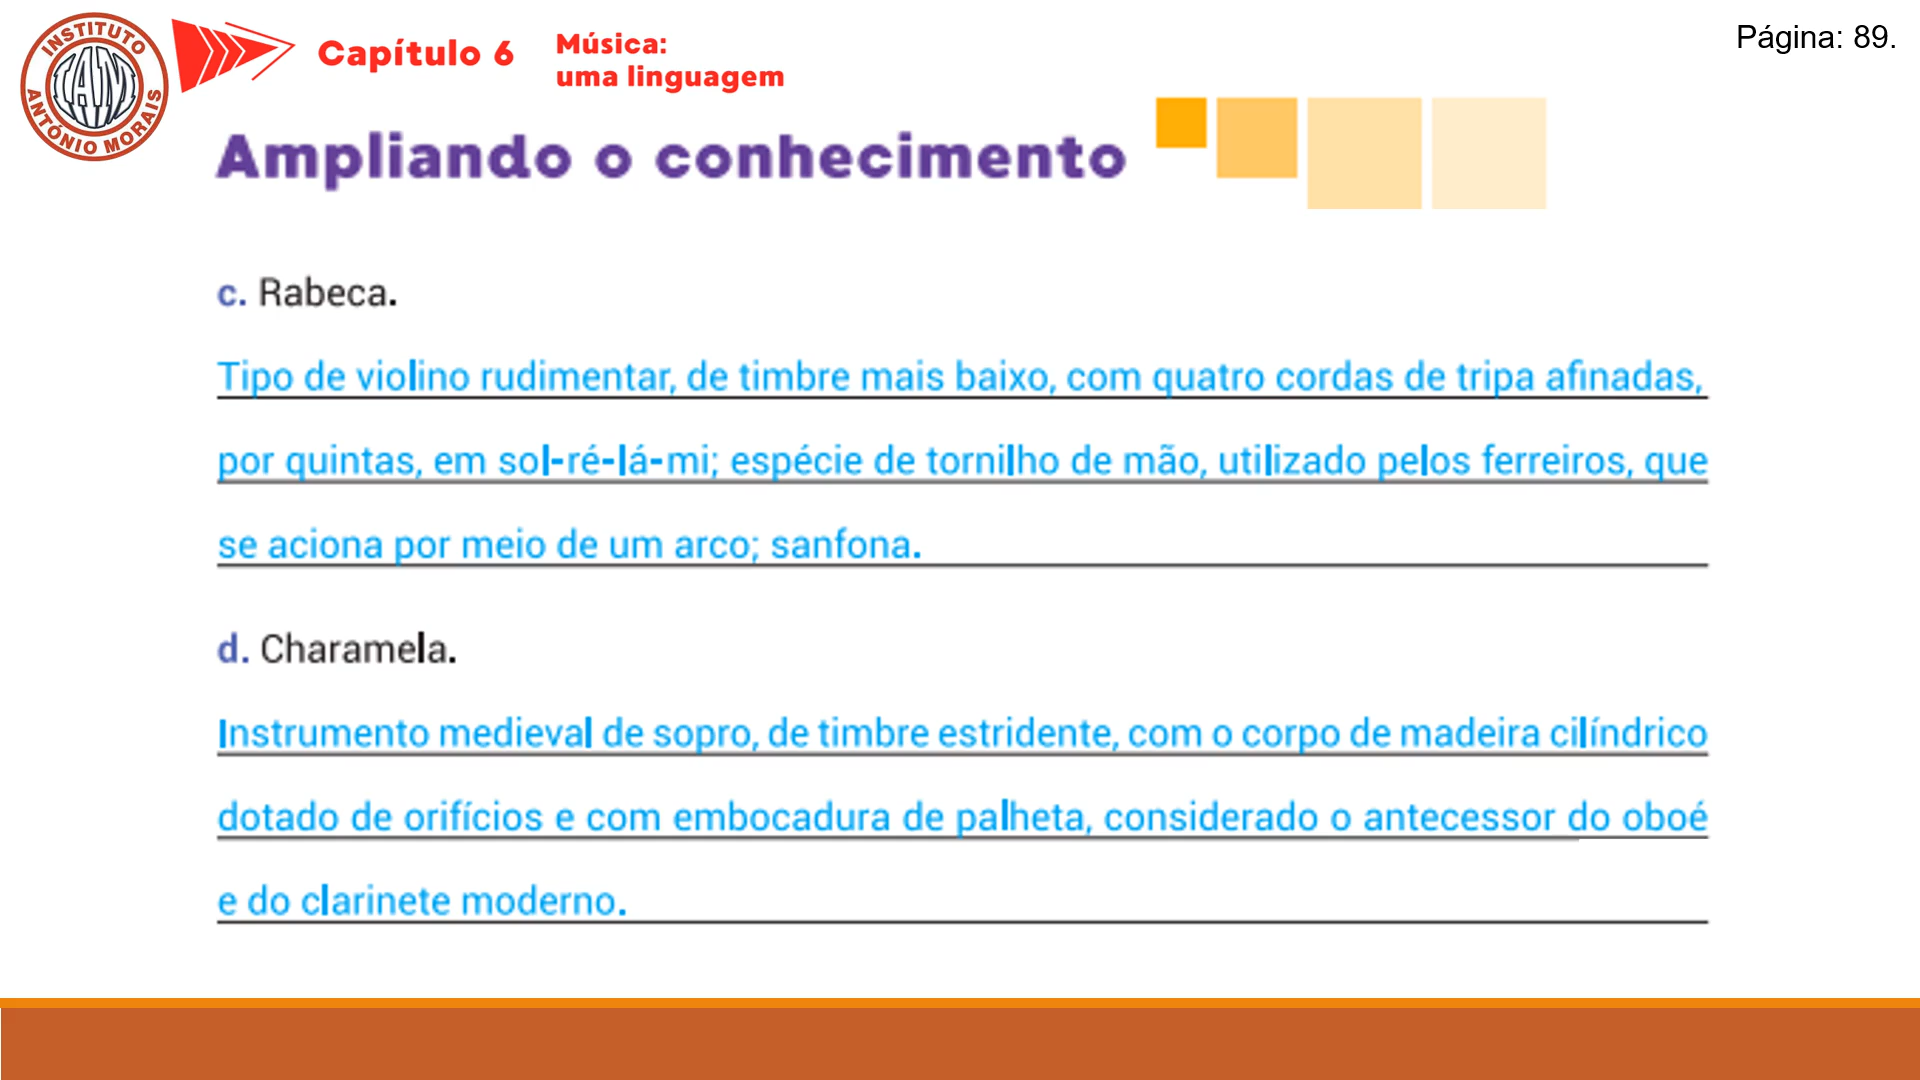 INSTITUTO
IAM
ANTÓNIO MORAIS
Capítulo 6
Música:
uma linguagem
Página: 89.
Ampliando o conhecimento
c. Rabeca.
Tipo de violino rudimentar, de timbre mais baixo, com quatro cordas de tripa afinadas,
por quintas, em sol-ré-lá-mi; espécie de tornilho de mão, utilizado pelos ferreiros, que
se aciona por meio de um arco; sanfona.
d. Charamela.
Instrumento medieval de sopro, de timbre estridente, com o corpo de madeira cilíndrico
dotado de orifícios e com embocadura de palheta, considerado o antecessor do oboé
e do clarinete moderno.